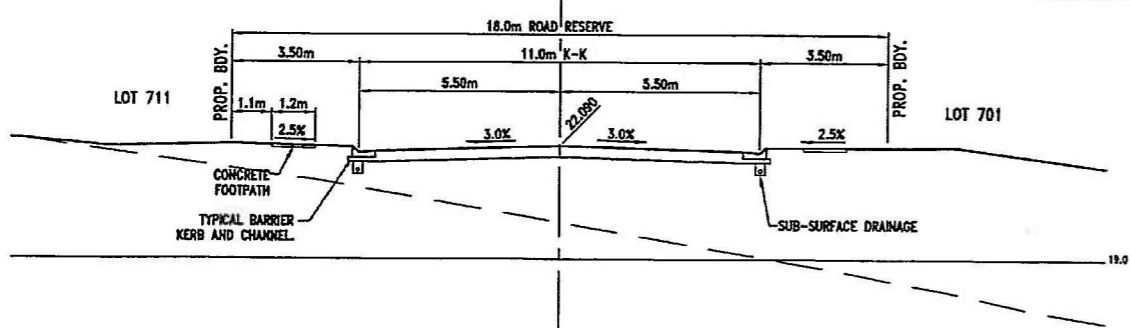 18.0m ROAD RESERVE
PROP. BDY.
3.50m
11.0m K-K
3.50m
PROP. BDY.
5.50m
5.50m
LOT 711
1.1m
1.2m
22.090
LOT 701
2.5%
3.0%
3.0%
2.5%
CONCRETE
FOOTPATH
TYPICAL BARRIER
KERB AND CHANNEL
SUB-SURFACE DRAINAGE
19.0